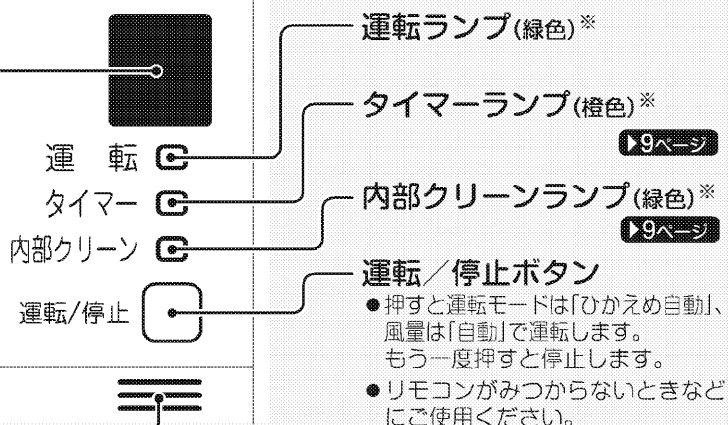 運転ランプ(緑色)※
タイマーランプ(橙色)※
▶9ページ
内部クリーンランプ(緑色)※
▶9ページ
運転／停止ボタン
●押すと運転モードは「ひかえめ自動」、
風量は「自動」で運転します。
もう一度押すと停止します。
●リモコンがみつからないときなど
にご使用ください。
運 転
タイマー
内部クリーン
運転/停止